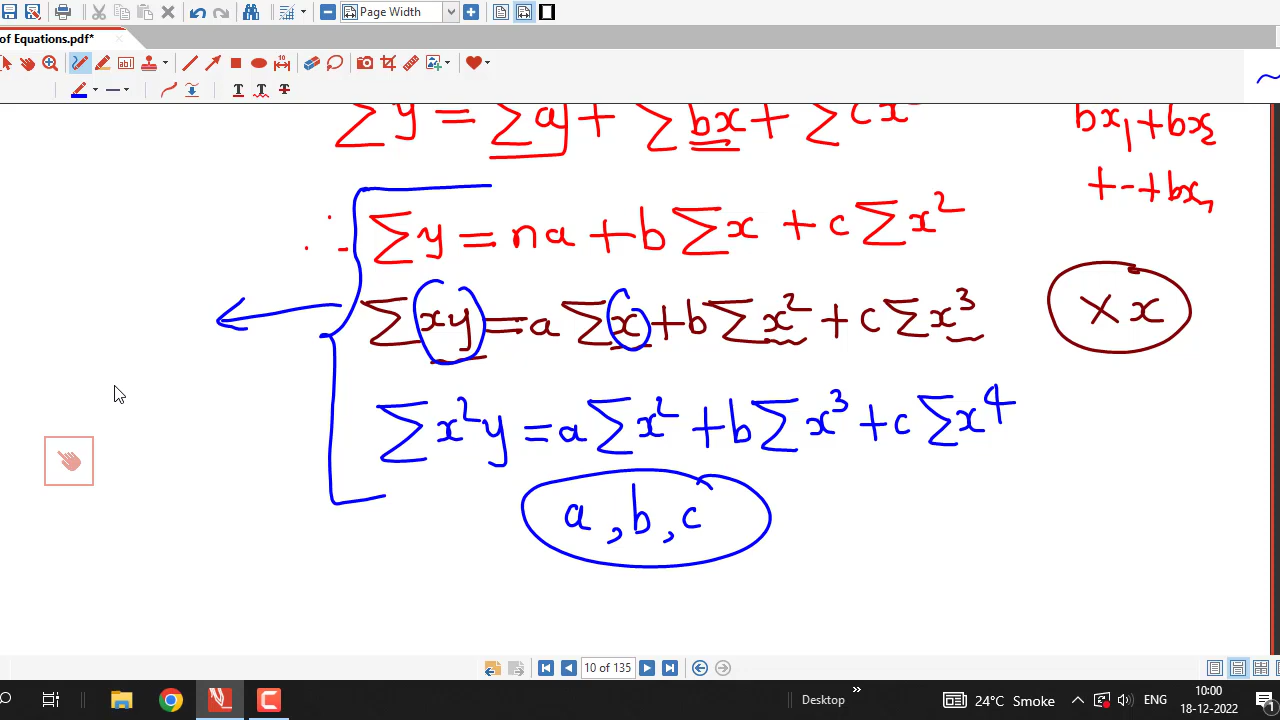 Page Width
of Equations.pdf*
Σy = Σay + Σbx + Σcx²
bx₁+bx₂
+--+bxₙ
∴ Σy = na + bΣx + cΣx²
Σxy = aΣx + bΣx² + cΣx³
× x
Σx²y = aΣx² + bΣx³ + cΣx⁴
a, b, c
10 of 135
Desktop
24°C Smoke
ENG
10:00
18-12-2022